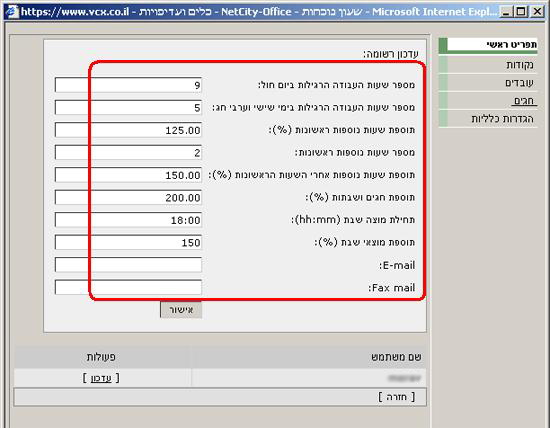 https://www.vcx.co.il - שעון נוכחות - NetCity-Office - כלים ועדיפויות - Microsoft Internet Expl...
תפריט ראשי
נקודות
עובדים
חגים
הגדרות כלליות
עדכון רשומה:
מספר שעות העבודה הרגילות ביום חול: 9
מספר שעות העבודה הרגילות בימי שישי וערבי חג: 5
תוספת שעות נוספות ראשונות (%): 125.00
מספר שעות נוספות ראשונות: 2
תוספת שעות נוספות אחרי השעות הראשונות (%): 150.00
תוספת חגים ושבתות (%): 200.00
תחילת מוצה שבת (hh:mm): 18:00
תוספת מוצאי שבת (%): 150
E-mail:
Fax mail:
אישור
שם משתמש פעולות
[ עדכון ]
[ חזרה ]